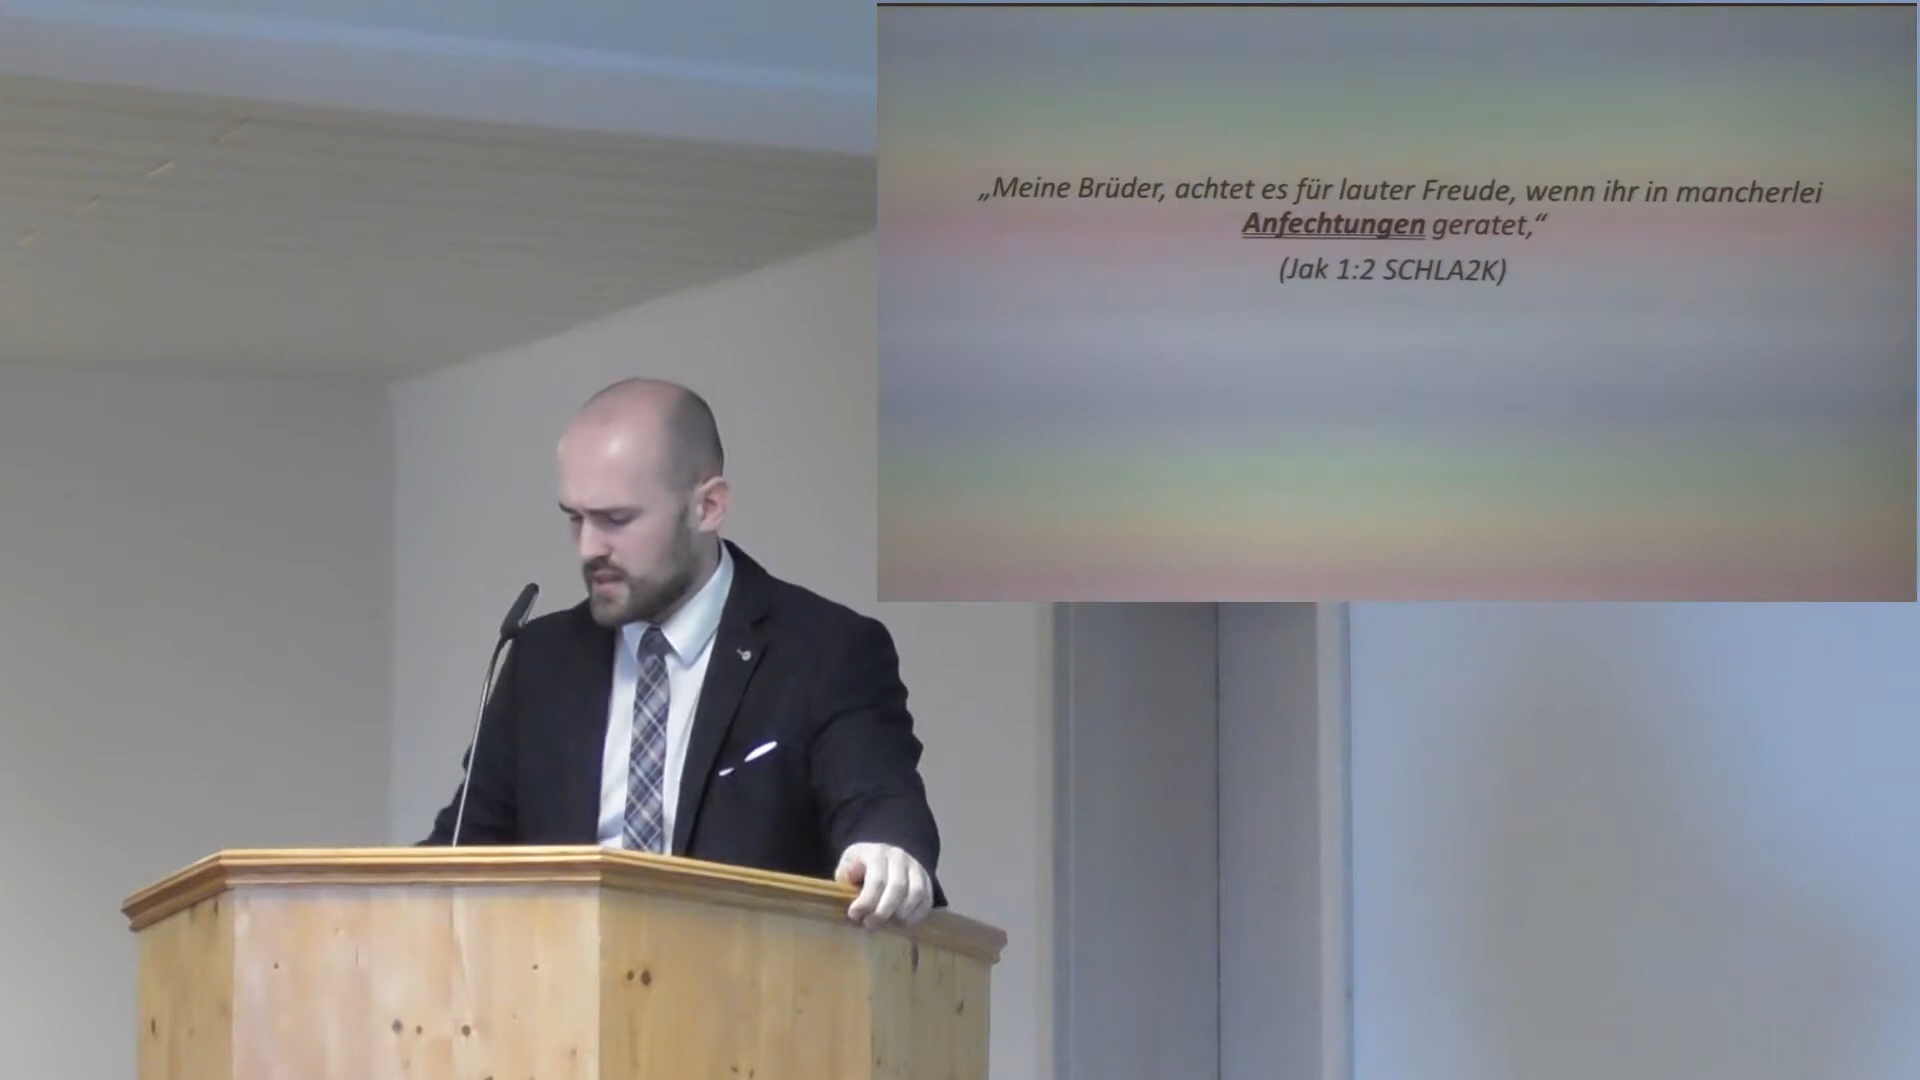 „Meine Brüder, achtet es für lauter Freude, wenn ihr in mancherlei
Anfechtungen geratet,“
(Jak 1:2 SCHLA2K)